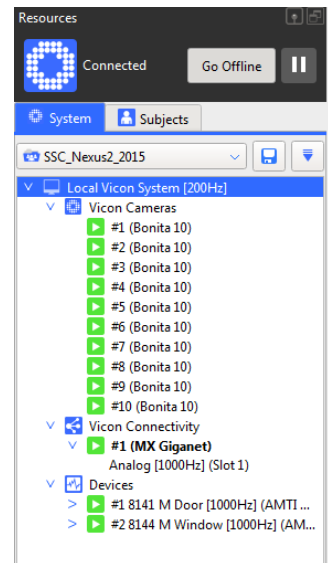 Resources
Connected
Go Offline
System
Subjects
SSC_Nexus2_2015
Local Vicon System [200Hz]
Vicon Cameras
#1 (Bonita 10)
#2 (Bonita 10)
#3 (Bonita 10)
#4 (Bonita 10)
#5 (Bonita 10)
#6 (Bonita 10)
#7 (Bonita 10)
#8 (Bonita 10)
#9 (Bonita 10)
#10 (Bonita 10)
Vicon Connectivity
#1 (MX Giganet)
Analog [1000Hz] (Slot 1)
Devices
#1 8141 M Door [1000Hz] (AMTI ...
#2 8144 M Window [1000Hz] (AM...